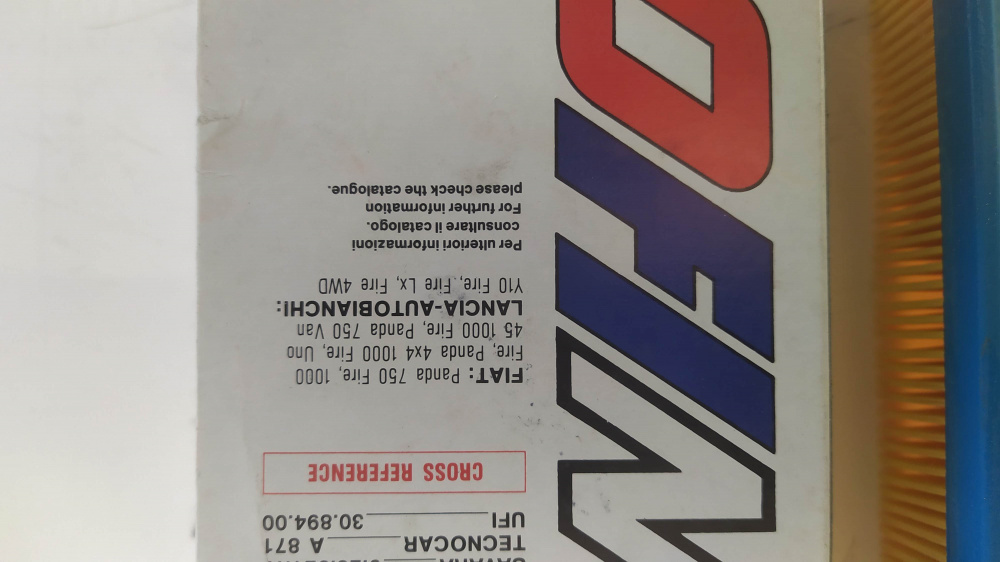 TECNOCAR A 871
UFI 30.894.00
CROSS REFERENCE
FIAT: Panda 750 Fire, 1000
Fire, Panda 4x4 1000 Fire, Uno
45 1000 Fire, Panda 750 Van
LANCIA-AUTOBIANCHI:
Y10 Fire, Fire Lx, Fire 4WD
Per ulteriori informazioni
consultare il catalogo.
For further information
please check the catalogue.